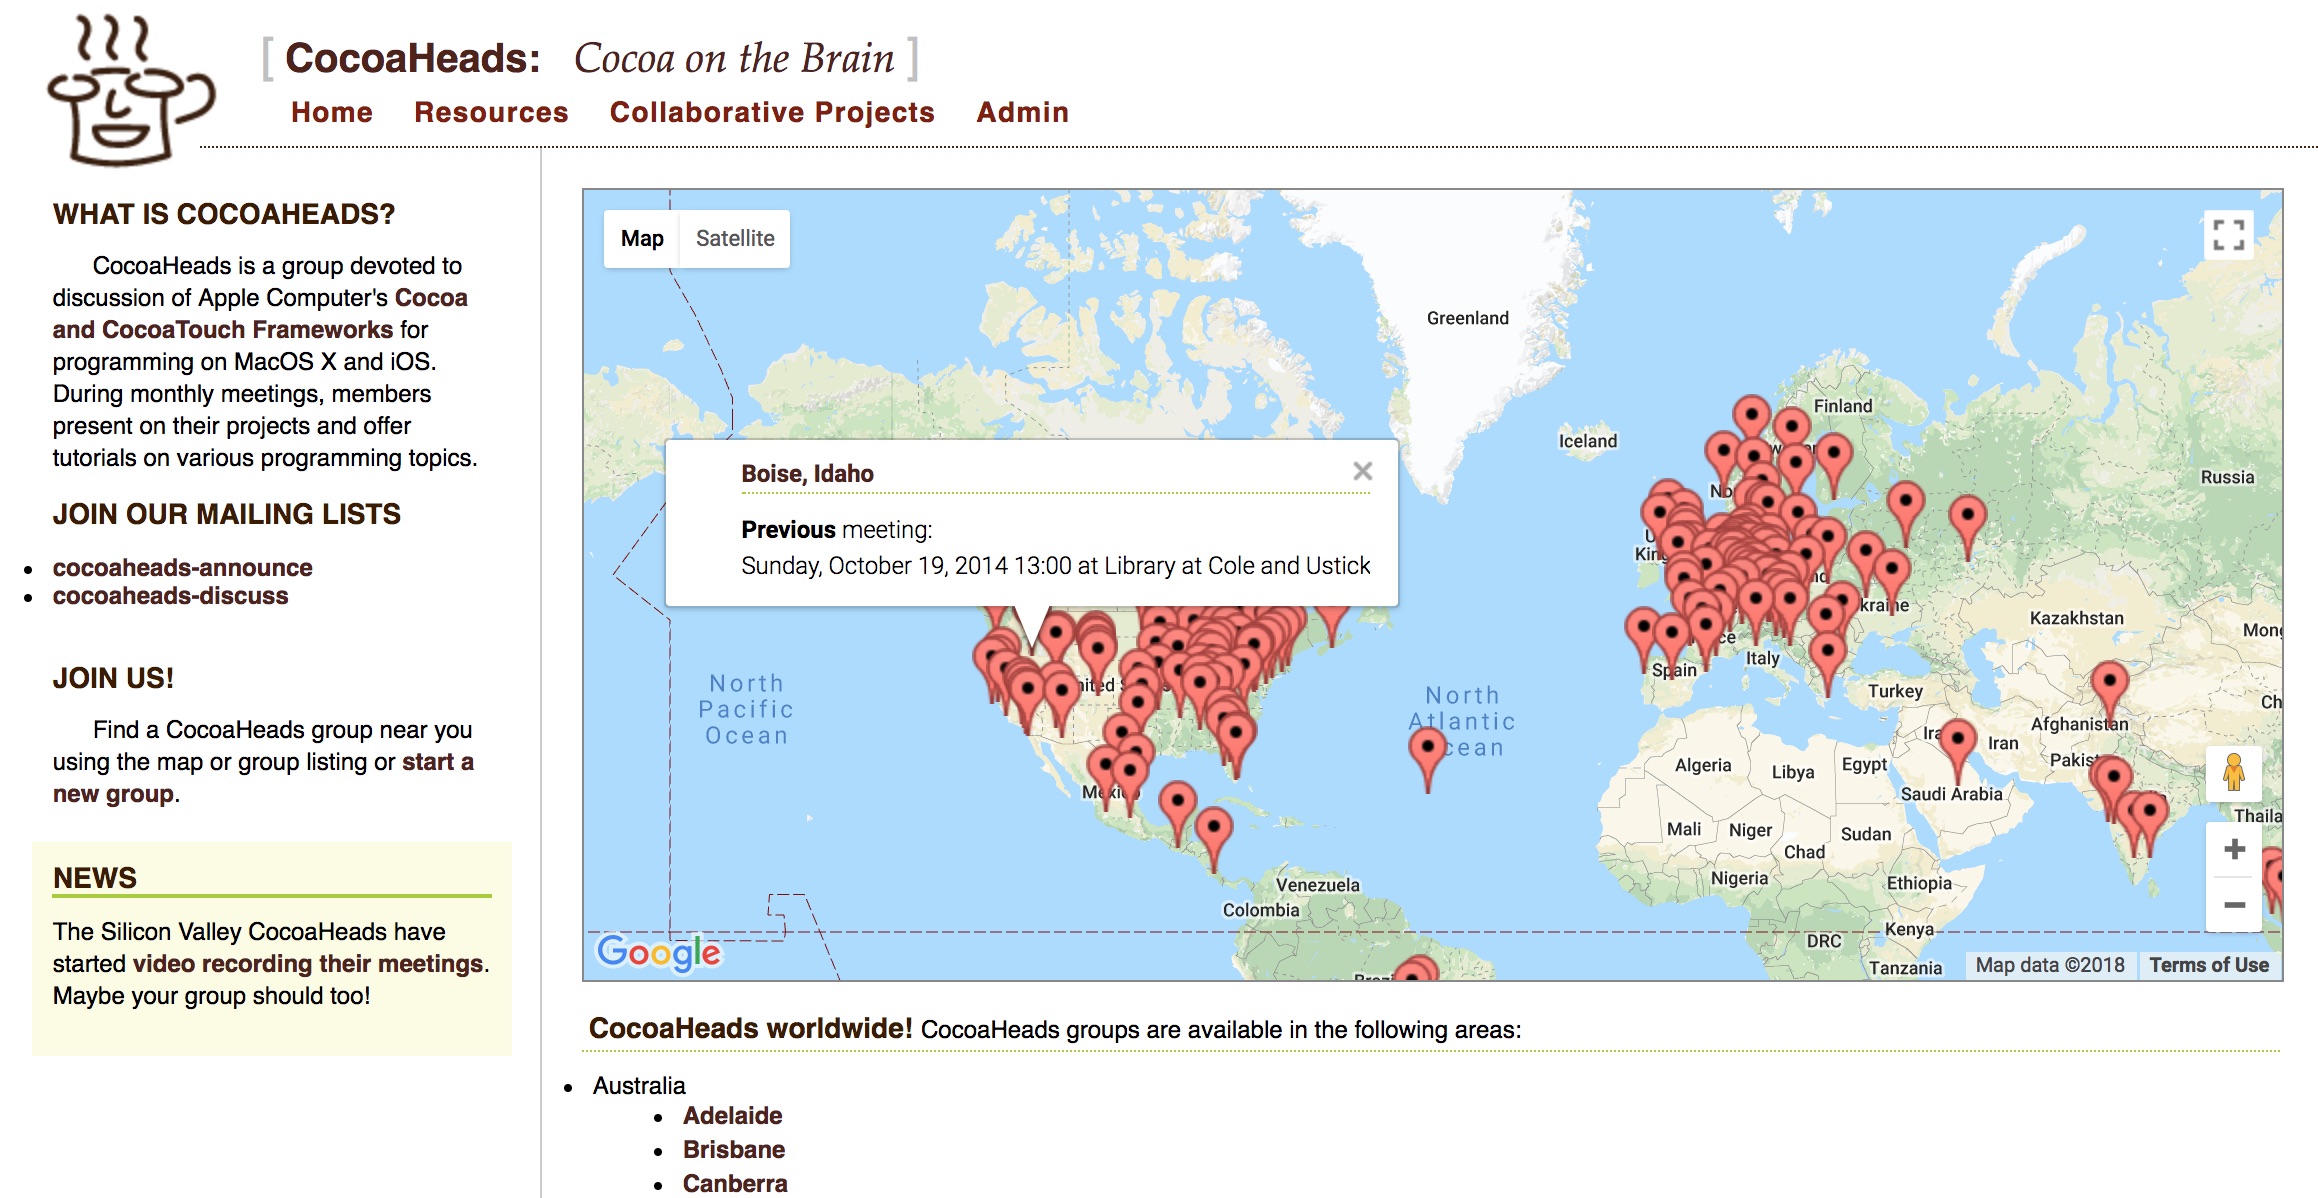 [ CocoaHeads: Cocoa on the Brain ]
Home Resources Collaborative Projects Admin
WHAT IS COCOAHEADS?
CocoaHeads is a group devoted to
discussion of Apple Computer's Cocoa
and CocoaTouch Frameworks for
programming on MacOS X and iOS.
During monthly meetings, members
present on their projects and offer
tutorials on various programming topics.
JOIN OUR MAILING LISTS
• cocoaheads-announce
• cocoaheads-discuss
JOIN US!
Find a CocoaHeads group near you
using the map or group listing or start a
new group.
NEWS
The Silicon Valley CocoaHeads have
started video recording their meetings.
Maybe your group should too!
Map Satellite
Greenland
Finland
Iceland
Russia
Boise, Idaho
Previous meeting:
Sunday, October 19, 2014 13:00 at Library at Cole and Ustick
Kazakhstan
Italy
Spain
Turkey
North
Pacific
Ocean
North
Atlantic
Afghanistan
Iran
Algeria
Libya
Egypt
Saudi Arabia
Mali
Niger
Sudan
Chad
Nigeria
Ethiopia
Venezuela
Colombia
Kenya
DRC
Tanzania
Google
Map data ©2018 Terms of Use
CocoaHeads worldwide! CocoaHeads groups are available in the following areas:
• Australia
• Adelaide
• Brisbane
• Canberra